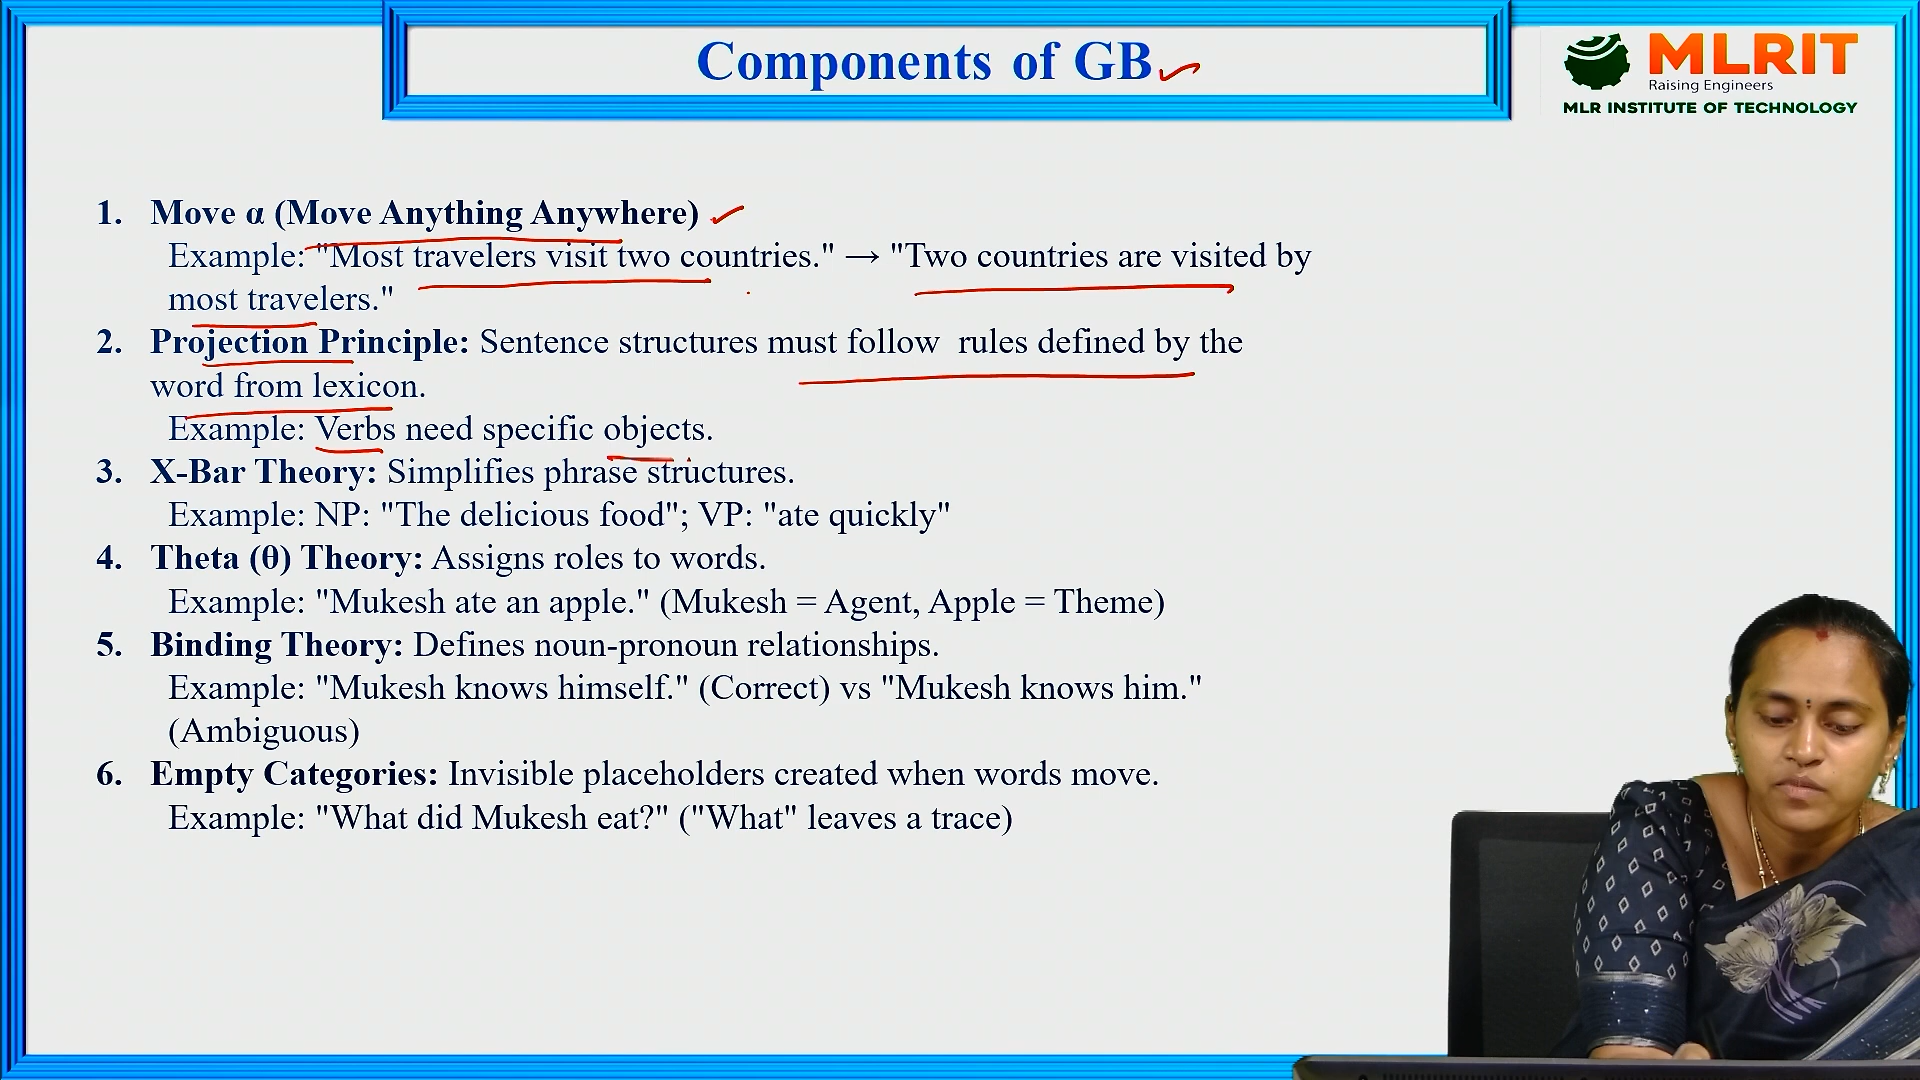 Components of GB
MLRIT
Raising Engineers
MLR INSTITUTE OF TECHNOLOGY
1. Move α (Move Anything Anywhere)
Example: "Most travelers visit two countries." → "Two countries are visited by
most travelers."
2. Projection Principle: Sentence structures must follow  rules defined by the
word from lexicon.
Example: Verbs need specific objects.
3. X-Bar Theory: Simplifies phrase structures.
Example: NP: "The delicious food"; VP: "ate quickly"
4. Theta (θ) Theory: Assigns roles to words.
Example: "Mukesh ate an apple." (Mukesh = Agent, Apple = Theme)
5. Binding Theory: Defines noun-pronoun relationships.
Example: "Mukesh knows himself." (Correct) vs "Mukesh knows him."
(Ambiguous)
6. Empty Categories: Invisible placeholders created when words move.
Example: "What did Mukesh eat?" ("What" leaves a trace)